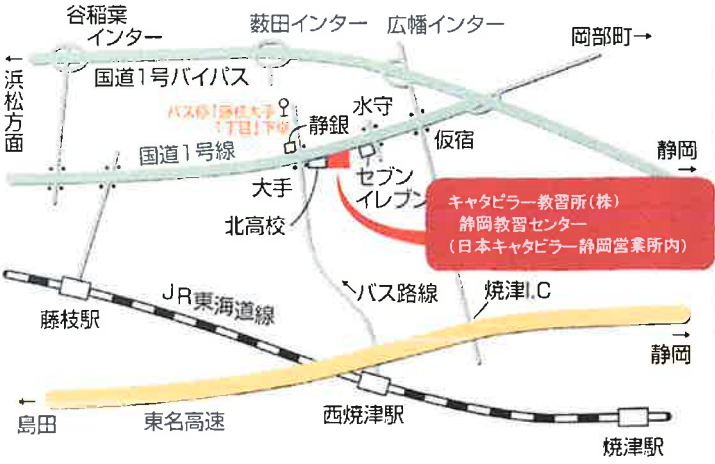 谷稲葉
インター
薮田インター
広幡インター
岡部町→
←
浜松方面
国道1号バイパス
バス停「藤枝大手
1丁目」下車
静銀
水守
仮宿
国道1号線
静岡
→
大手
セブン
イレブン
北高校
キャタピラー教習所(株)
静岡教習センター
(日本キャタピラー静岡営業所内)
JR東海道線
バス路線
焼津I.C
藤枝駅
→
静岡
←
島田
東名高速
西焼津駅
焼津駅